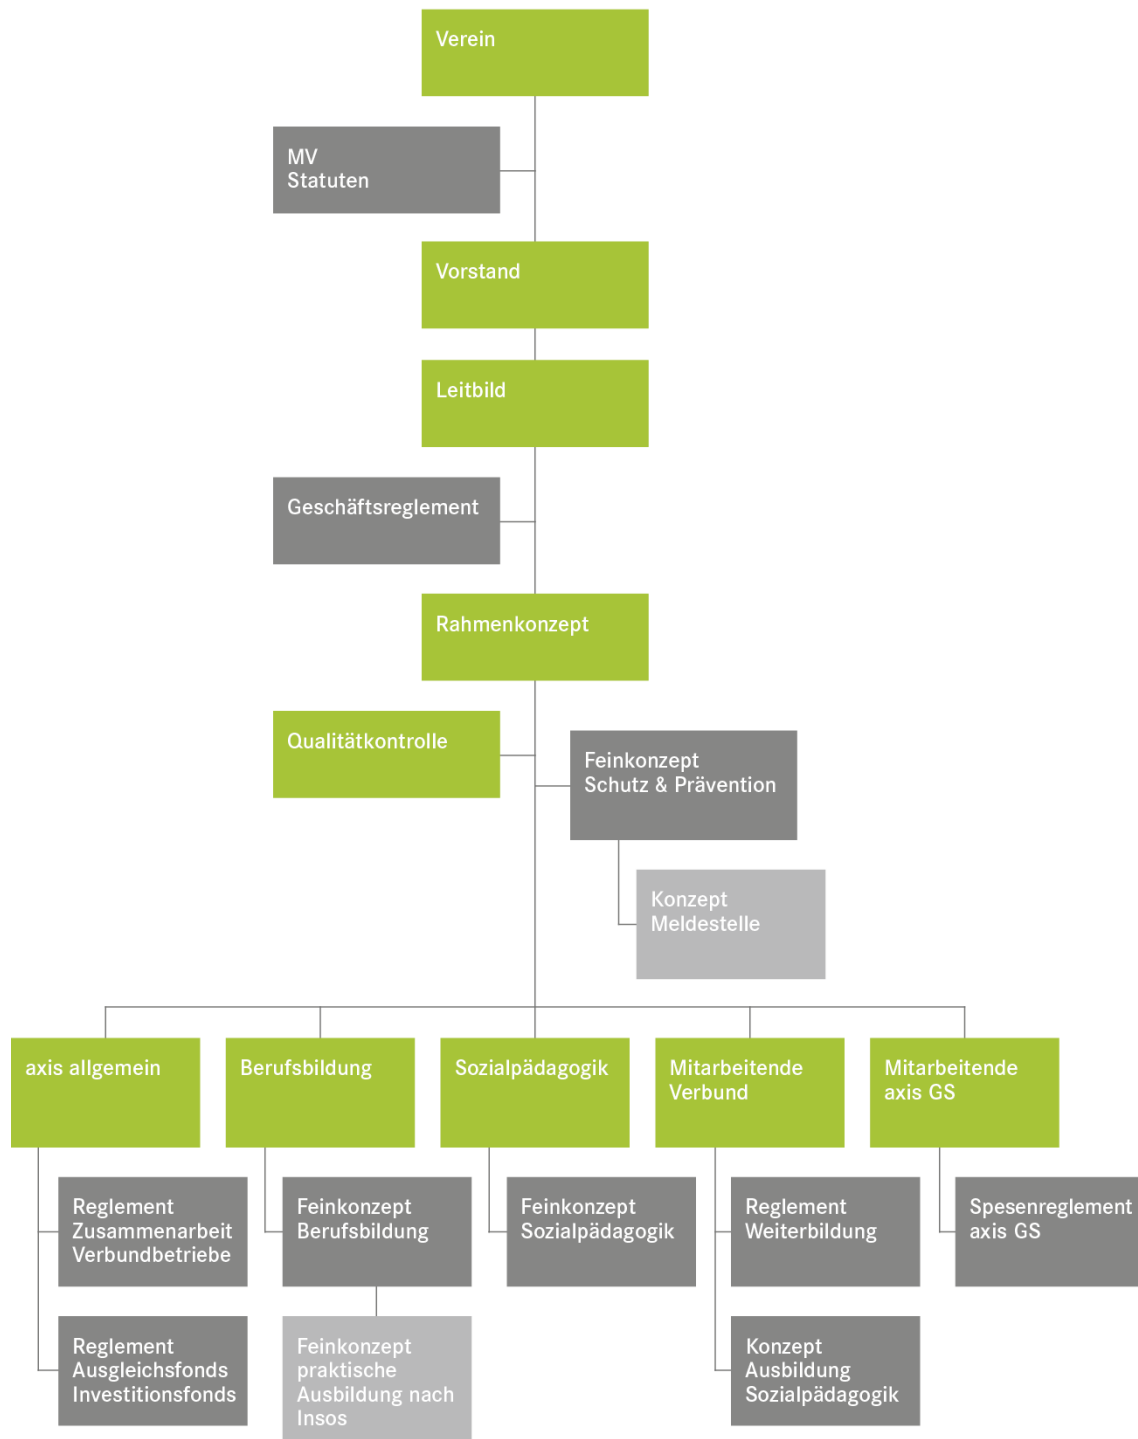 Verein
MV
Statuten
Vorstand
Leitbild
Geschäftsreglement
Rahmenkonzept
Qualitätkontrolle
Feinkonzept
Schutz & Prävention
Konzept
Meldestelle
axis allgemein
Berufsbildung
Sozialpädagogik
Mitarbeitende
Verbund
Mitarbeitende
axis GS
Reglement
Zusammenarbeit
Verbundbetriebe
Feinkonzept
Berufsbildung
Feinkonzept
Sozialpädagogik
Reglement
Weiterbildung
Spesenreglement
axis GS
Reglement
Ausgleichsfonds
Investitionsfonds
Feinkonzept
praktische
Ausbildung nach
Insos
Konzept
Ausbildung
Sozialpädagogik